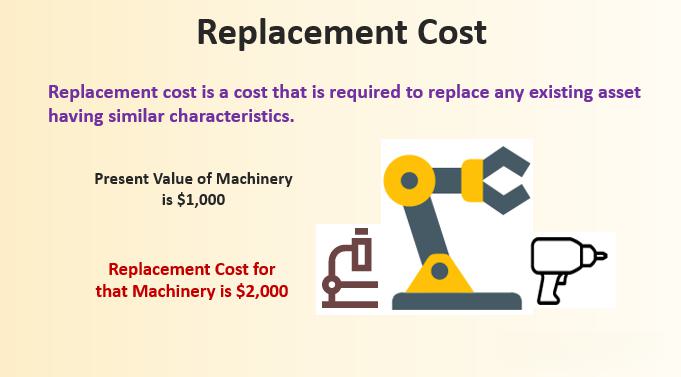 Replacement Cost
Replacement cost is a cost that is required to replace any existing asset
having similar characteristics.
Present Value of Machinery
is $1,000
Replacement Cost for
that Machinery is $2,000